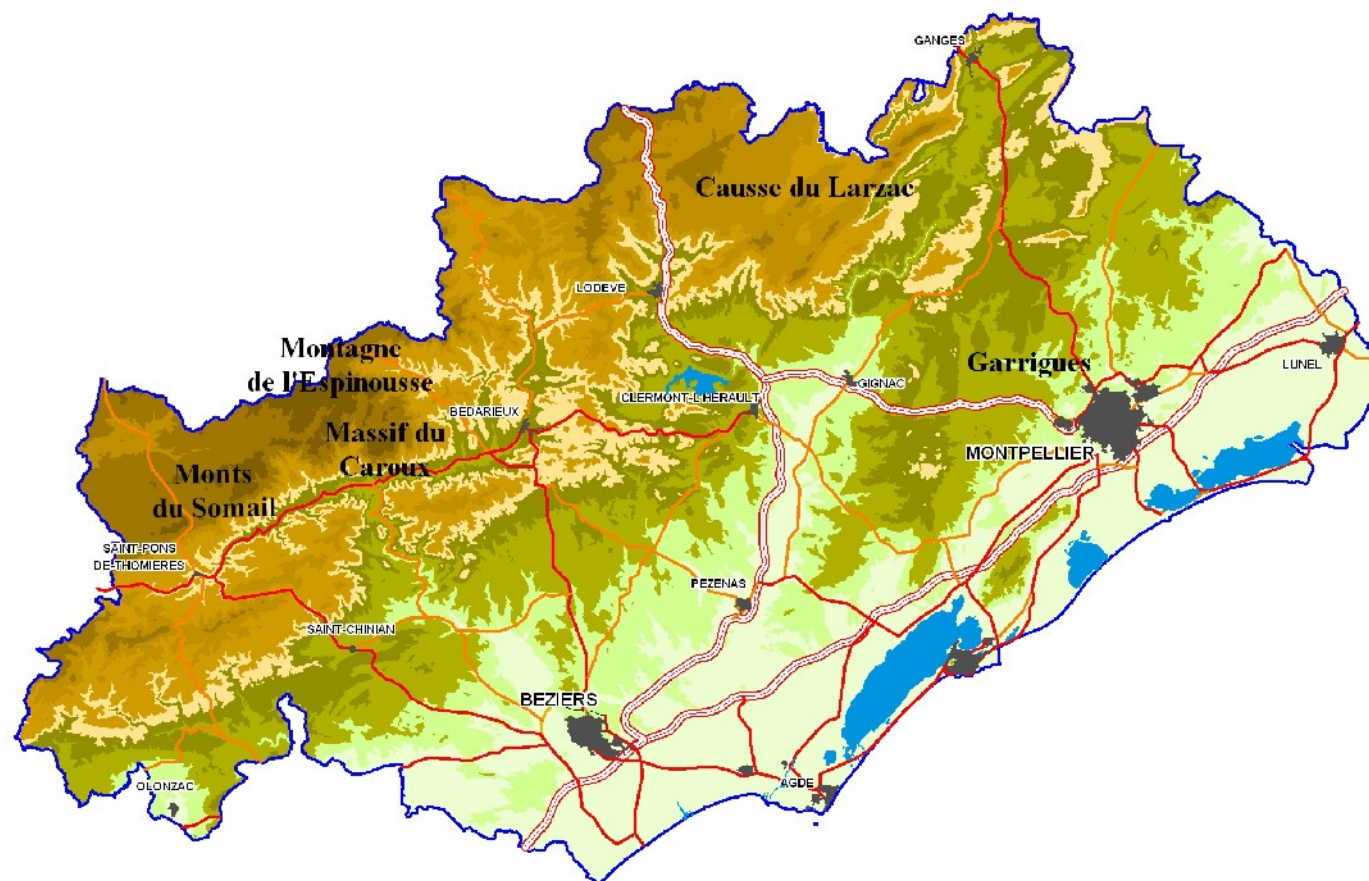 GANGES
Causse du Larzac
LODEVE
Montagne
de l'Espinousse
Garrigues
LUNEL
GIGNAC
CLERMONT-L'HERAULT
BEDARIEUX
Massif du
Caroux
MONTPELLIER
Monts
du Somail
SAINT-PONS
DE-THOMIERES
PEZENAS
SAINT-CHINIAN
BEZIERS
AGDE
OLONZAC